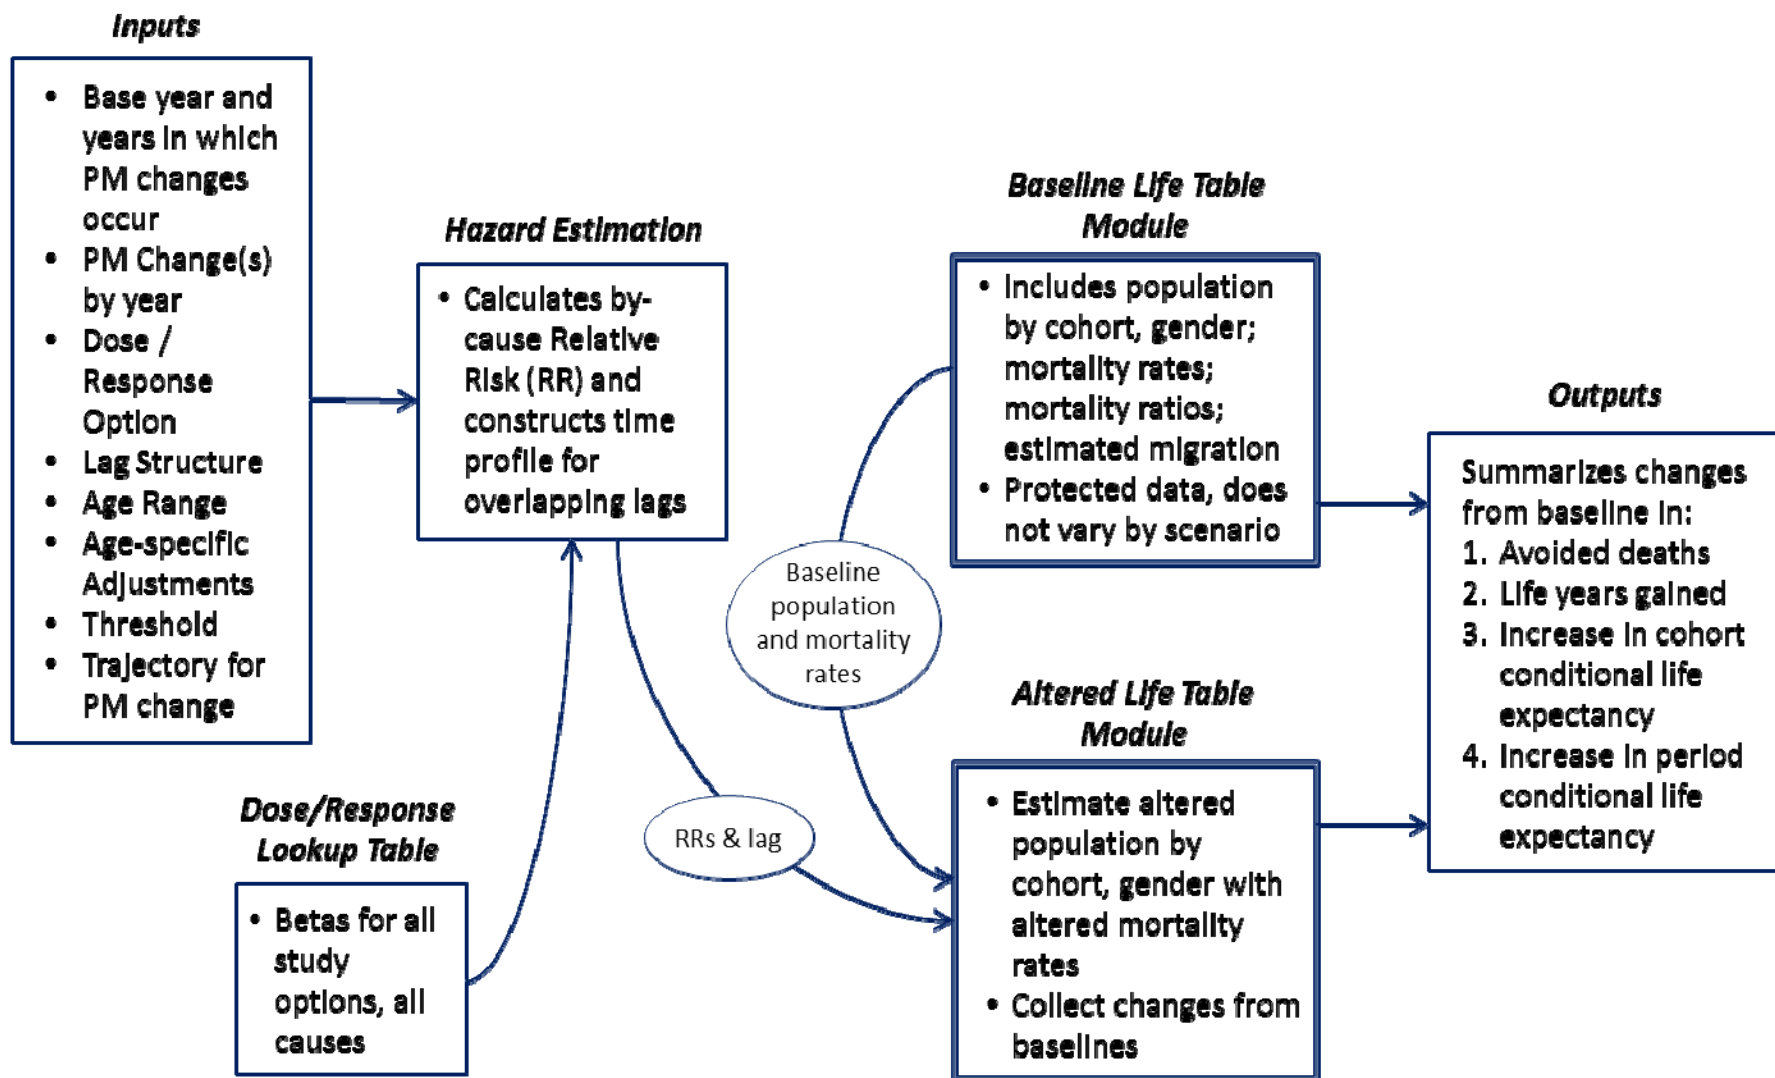 Inputs
• Base year and
years in which
PM changes
occur
• PM Change(s)
by year
• Dose /
Response
Option
• Lag Structure
• Age Range
• Age-specific
Adjustments
• Threshold
• Trajectory for
PM change
Hazard Estimation
• Calculates by-
cause Relative
Risk (RR) and
constructs time
profile for
overlapping lags
Dose/Response
Lookup Table
• Betas for all
study
options, all
causes
RRs & lag
Baseline
population
and mortality
rates
Baseline Life Table
Module
• Includes population
by cohort, gender;
mortality rates;
mortality ratios;
estimated migration
• Protected data, does
not vary by scenario
Altered Life Table
Module
• Estimate altered
population by
cohort, gender with
altered mortality
rates
• Collect changes from
baselines
Outputs
Summarizes changes
from baseline in:
1. Avoided deaths
2. Life years gained
3. Increase in cohort
conditional life
expectancy
4. Increase in period
conditional life
expectancy